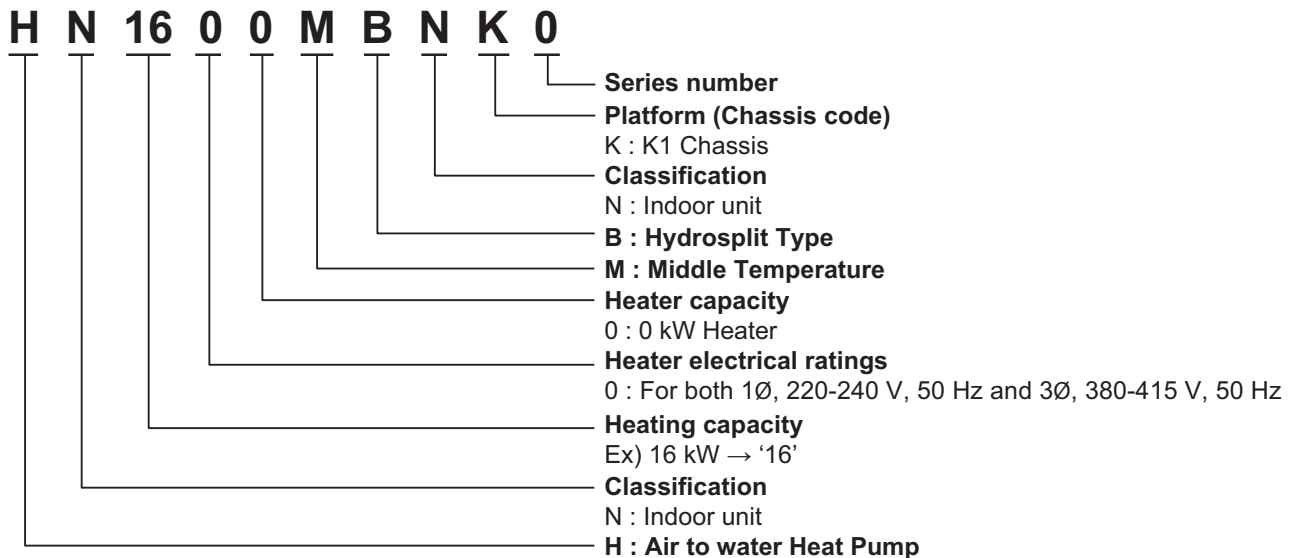 H N 16 0 0 M B N K 0
Series number
Platform (Chassis code)
K : K1 Chassis
Classification
N : Indoor unit
B : Hydrosplit Type
M : Middle Temperature
Heater capacity
0 : 0 kW Heater
Heater electrical ratings
0 : For both 1Ø, 220-240 V, 50 Hz and 3Ø, 380-415 V, 50 Hz
Heating capacity
Ex) 16 kW → ‘16’
Classification
N : Indoor unit
H : Air to water Heat Pump